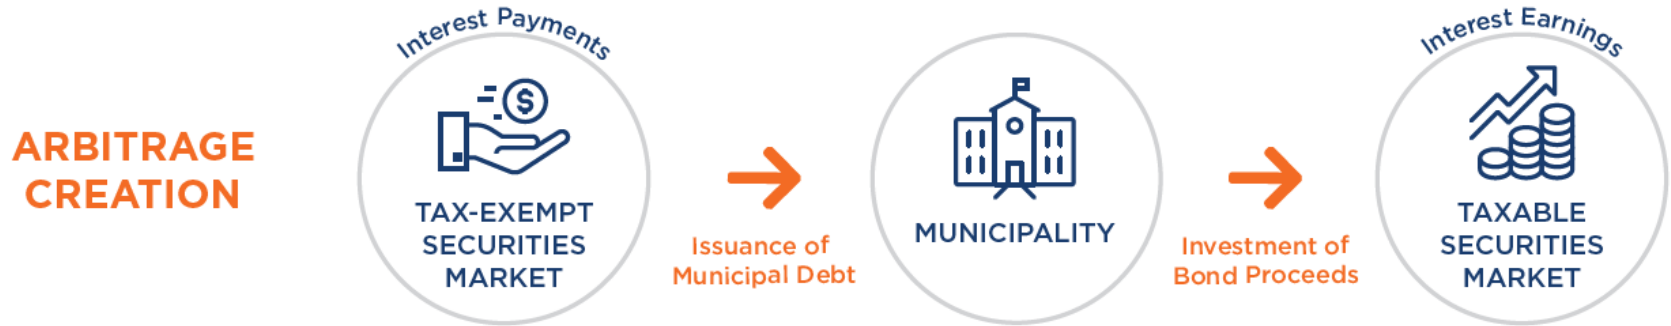 ARBITRAGE
CREATION
Interest Payments
$
TAX-EXEMPT
SECURITIES
MARKET
Issuance of
Municipal Debt
MUNICIPALITY
Investment of
Bond Proceeds
Interest Earnings
TAXABLE
SECURITIES
MARKET